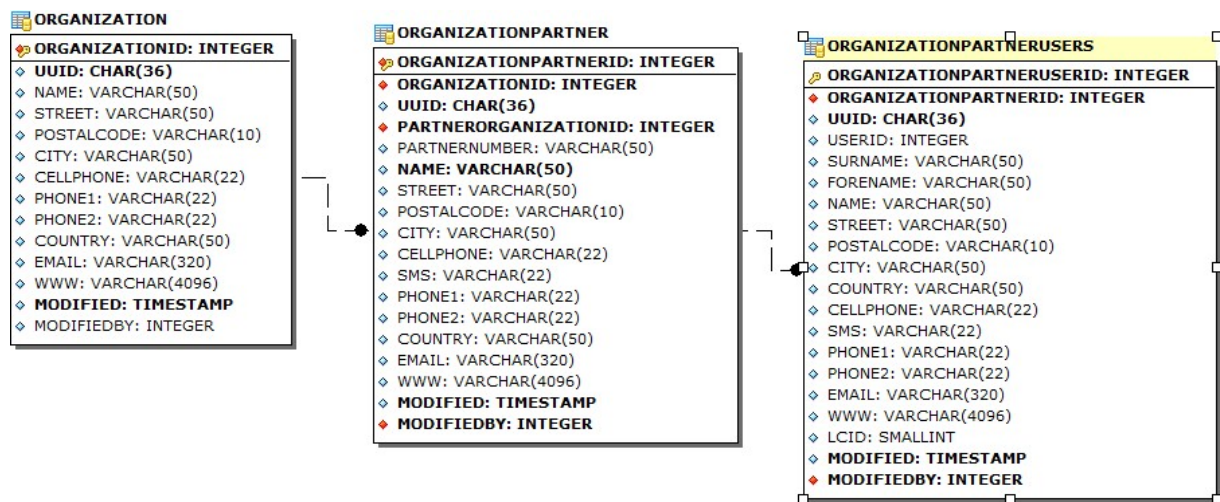 ORGANIZATION
ORGANIZATIONID: INTEGER
UUID: CHAR(36)
NAME: VARCHAR(50)
STREET: VARCHAR(50)
POSTALCODE: VARCHAR(10)
CITY: VARCHAR(50)
CELLPHONE: VARCHAR(22)
PHONE1: VARCHAR(22)
PHONE2: VARCHAR(22)
COUNTRY: VARCHAR(50)
EMAIL: VARCHAR(320)
WWW: VARCHAR(4096)
MODIFIED: TIMESTAMP
MODIFIEDBY: INTEGER
ORGANIZATIONPARTNER
ORGANIZATIONPARTNERID: INTEGER
ORGANIZATIONID: INTEGER
UUID: CHAR(36)
PARTNERORGANIZATIONID: INTEGER
PARTNERNUMBER: VARCHAR(50)
NAME: VARCHAR(50)
STREET: VARCHAR(50)
POSTALCODE: VARCHAR(10)
CITY: VARCHAR(50)
CELLPHONE: VARCHAR(22)
SMS: VARCHAR(22)
PHONE1: VARCHAR(22)
PHONE2: VARCHAR(22)
COUNTRY: VARCHAR(50)
EMAIL: VARCHAR(320)
WWW: VARCHAR(4096)
MODIFIED: TIMESTAMP
MODIFIEDBY: INTEGER
ORGANIZATIONPARTNERUSERS
ORGANIZATIONPARTNERUSERID: INTEGER
ORGANIZATIONPARTNERID: INTEGER
UUID: CHAR(36)
USERID: INTEGER
SURNAME: VARCHAR(50)
FORENAME: VARCHAR(50)
NAME: VARCHAR(50)
STREET: VARCHAR(50)
POSTALCODE: VARCHAR(10)
CITY: VARCHAR(50)
COUNTRY: VARCHAR(50)
CELLPHONE: VARCHAR(22)
SMS: VARCHAR(22)
PHONE1: VARCHAR(22)
PHONE2: VARCHAR(22)
EMAIL: VARCHAR(320)
WWW: VARCHAR(4096)
LCID: SMALLINT
MODIFIED: TIMESTAMP
MODIFIEDBY: INTEGER